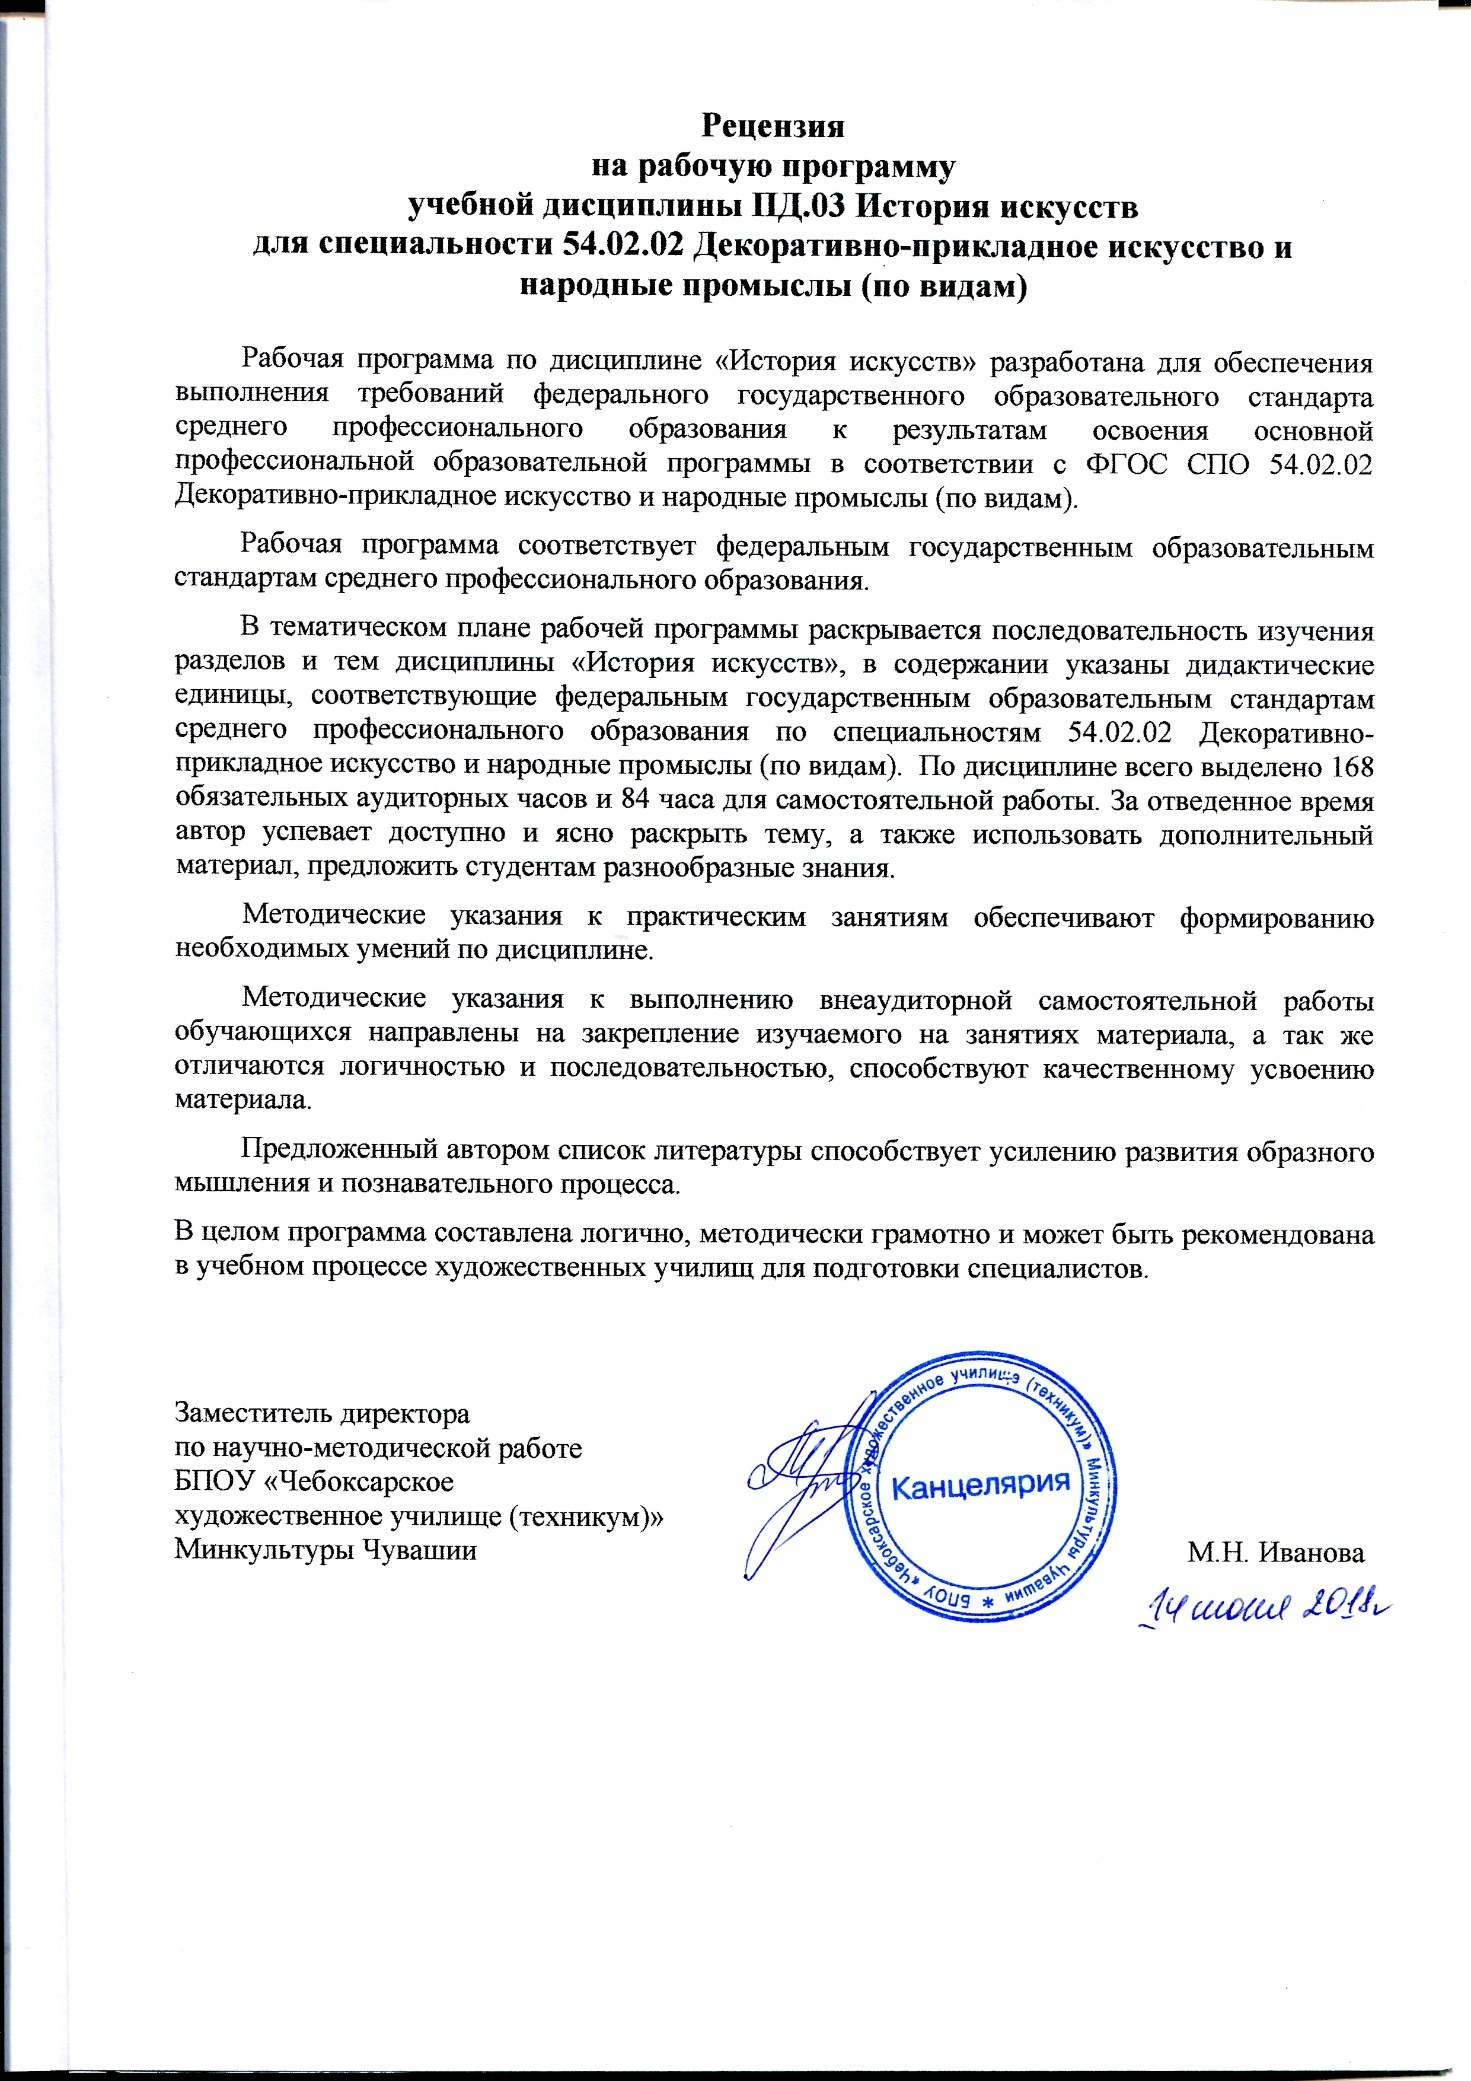 Рецензия
на рабочую программу
учебной дисциплины ПД.03 История искусств
для специальности 54.02.02 Декоративно-прикладное искусство и
народные промыслы (по видам)
Рабочая программа по дисциплине «История искусств» разработана для обеспечения
выполнения требований федерального государственного образовательного стандарта
среднего профессионального образования к результатам освоения основной
профессиональной образовательной программы в соответствии с ФГОС СПО 54.02.02
Декоративно-прикладное искусство и народные промыслы (по видам).
Рабочая программа соответствует федеральным государственным образовательным
стандартам среднего профессионального образования.
В тематическом плане рабочей программы раскрывается последовательность изучения
разделов и тем дисциплины «История искусств», в содержании указаны дидактические
единицы, соответствующие федеральным государственным образовательным стандартам
среднего профессионального образования по специальностям 54.02.02 Декоративно-
прикладное искусство и народные промыслы (по видам). По дисциплине всего выделено 168
обязательных аудиторных часов и 84 часа для самостоятельной работы. За отведенное время
автор успевает доступно и ясно раскрыть тему, а также использовать дополнительный
материал, предложить студентам разнообразные знания.
Методические указания к практическим занятиям обеспечивают формированию
необходимых умений по дисциплине.
Методические указания к выполнению внеаудиторной самостоятельной работы
обучающихся направлены на закрепление изучаемого на занятиях материала, а так же
отличаются логичностью и последовательностью, способствуют качественному усвоению
материала.
Предложенный автором список литературы способствует усилению развития образного
мышления и познавательного процесса.
В целом программа составлена логично, методически грамотно и может быть рекомендована
в учебном процессе художественных училищ для подготовки специалистов.
Заместитель директора
по научно-методической работе
БПОУ «Чебоксарское
художественное училище (техникум)»
Минкультуры Чувашии
М.Н. Иванова
14 июня 2018г
БПОУ «Чебоксарское художественное училище (техникум)» Минкультуры Чувашии *
Канцелярия